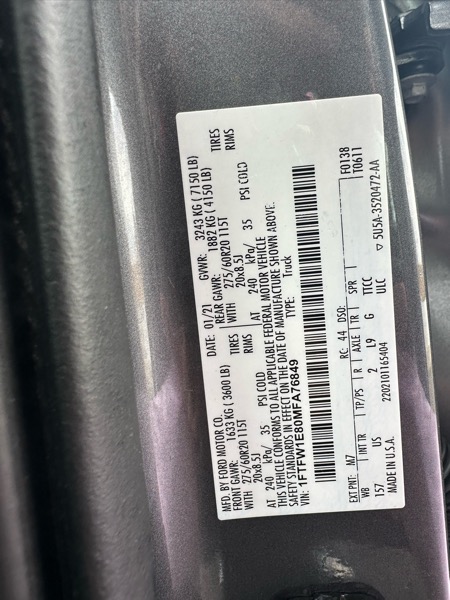 MFD. BY FORD MOTOR CO. DATE: 01/21 GVWR: 3243 KG ( 7150 LB)
FRONT GAWR: 1633 KG ( 3600 LB) REAR GAWR: 1882 KG ( 4150 LB)
WITH 275/60R20 115T TIRES WITH 275/60R20 115T TIRES
20x8.5J RIMS 20x8.5J RIMS
AT 240 kPa/ 35 PSI COLD AT 240 kPa/ 35 PSI COLD
THIS VEHICLE CONFORMS TO ALL APPLICABLE FEDERAL MOTOR VEHICLE
SAFETY STANDARDS IN EFFECT ON THE DATE OF MANUFACTURE SHOWN ABOVE.
VIN: 1FTFW1E80MFA76849 TYPE: Truck
F0138
T0611
EXT PNT: M7 RC: 44 DSO:
WB INT TR TP/PS R AXLE TR SPR
157 US 2 L9 G TTCC
MADE IN U.S.A. 2202101165404 ULC ▽ 5U5A-3520472-AA